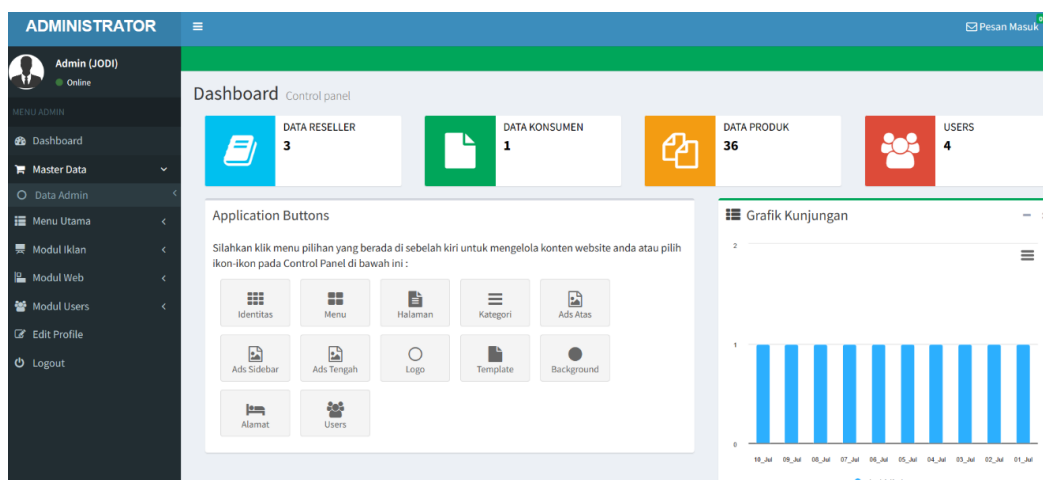 ADMINISTRATOR
Pesan Masuk
Admin (JODI)
Online
MENU ADMIN
Dashboard
Master Data
Data Admin
Menu Utama
Modul Iklan
Modul Web
Modul Users
Edit Profile
Logout
Dashboard Control panel
DATA RESELLER
3
DATA KONSUMEN
1
DATA PRODUK
36
USERS
4
Application Buttons
Silahkan klik menu pilihan yang berada di sebelah kiri untuk mengelola konten website anda atau pilih
ikon-ikon pada Control Panel di bawah ini :
Identitas Menu Halaman Kategori Ads Atas
Ads Sidebar Ads Tengah Logo Template Background
Alamat Users
Grafik Kunjungan
2
1
0
10_Jul 09_Jul 08_Jul 07_Jul 06_Jul 05_Jul 04_Jul 03_Jul 02_Jul 01_Jul